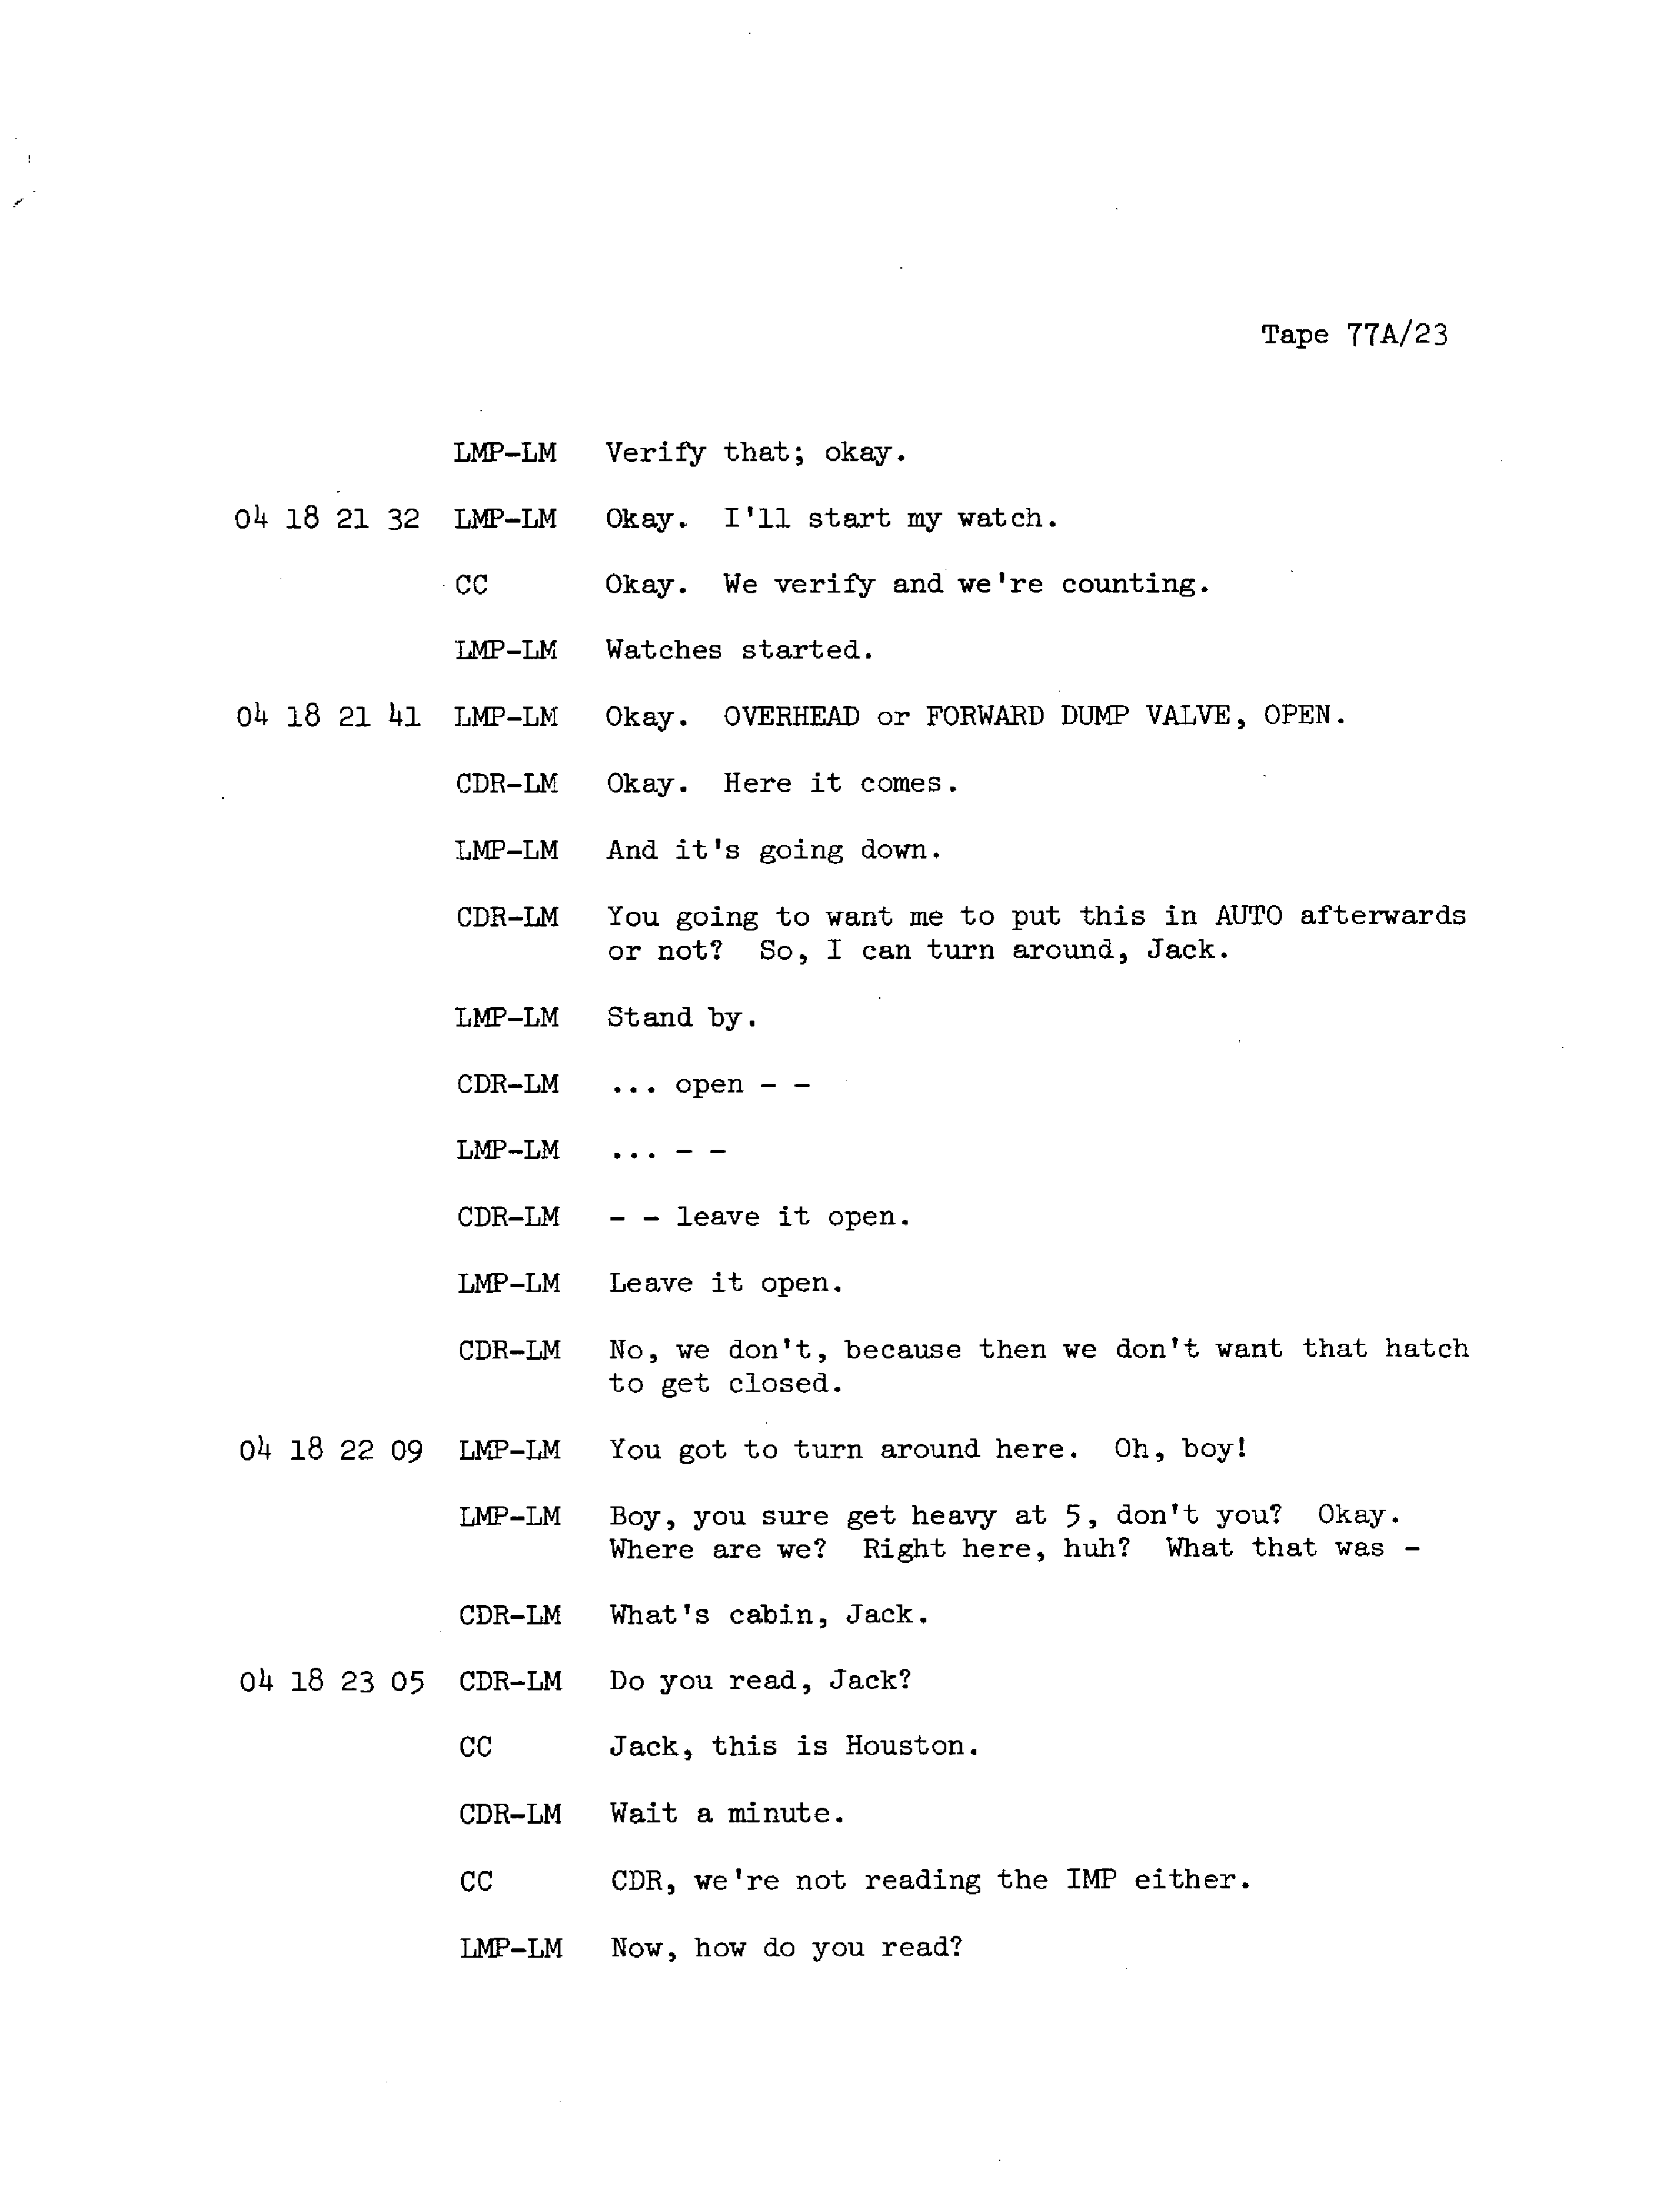 Tape 77A/23
LMP-LM Verify that; okay.
04 18 21 32 LMP-LM Okay. I'll start my watch.
CC Okay. We verify and we're counting.
LMP-LM Watches started.
04 18 21 41 LMP-LM Okay. OVERHEAD or FORWARD DUMP VALVE, OPEN.
CDR-LM Okay. Here it comes.
LMP-LM And it's going down.
CDR-LM You going to want me to put this in AUTO afterwards
or not? So, I can turn around, Jack.
LMP-LM Stand by.
CDR-LM ... open - -
LMP-LM ... - -
CDR-LM - - leave it open.
LMP-LM Leave it open.
CDR-LM No, we don't, because then we don't want that hatch
to get closed.
04 18 22 09 LMP-LM You got to turn around here. Oh, boy!
LMP-LM Boy, you sure get heavy at 5, don't you? Okay.
Where are we? Right here, huh? What that was -
CDR-LM What's cabin, Jack.
04 18 23 05 CDR-LM Do you read, Jack?
CC Jack, this is Houston.
CDR-LM Wait a minute.
CC CDR, we're not reading the IMP either.
LMP-LM Now, how do you read?